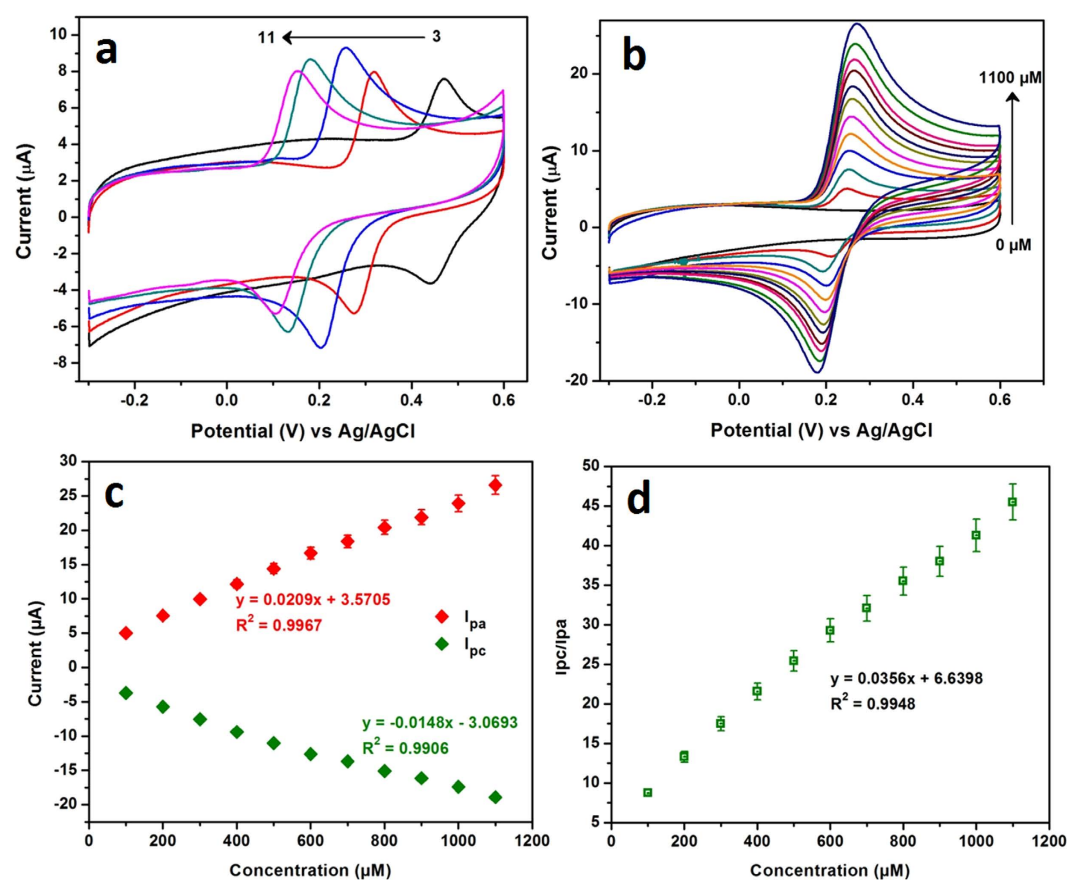 a
11
3
10
8
6
4
2
0
-2
-4
-6
-8
Current (µA)
-0.2
0.0
0.2
0.4
0.6
Potential (V) vs Ag/AgCl
b
1100 µM
0 µM
20
10
0
-10
-20
Current (µA)
-0.2
0.0
0.2
0.4
0.6
Potential (V) vs Ag/AgCl
c
30
25
20
15
10
5
0
-5
-10
-15
-20
Current (µA)
y = 0.0209x + 3.5705
R² = 0.9967
Ipa
Ipc
y = -0.0148x - 3.0693
R² = 0.9906
0
200
400
600
800
1000
1200
Concentration (µM)
d
50
45
40
35
30
25
20
15
10
5
Ipc/Ipa
y = 0.0356x + 6.6398
R² = 0.9948
0
200
400
600
800
1000
1200
Concentration (µM)